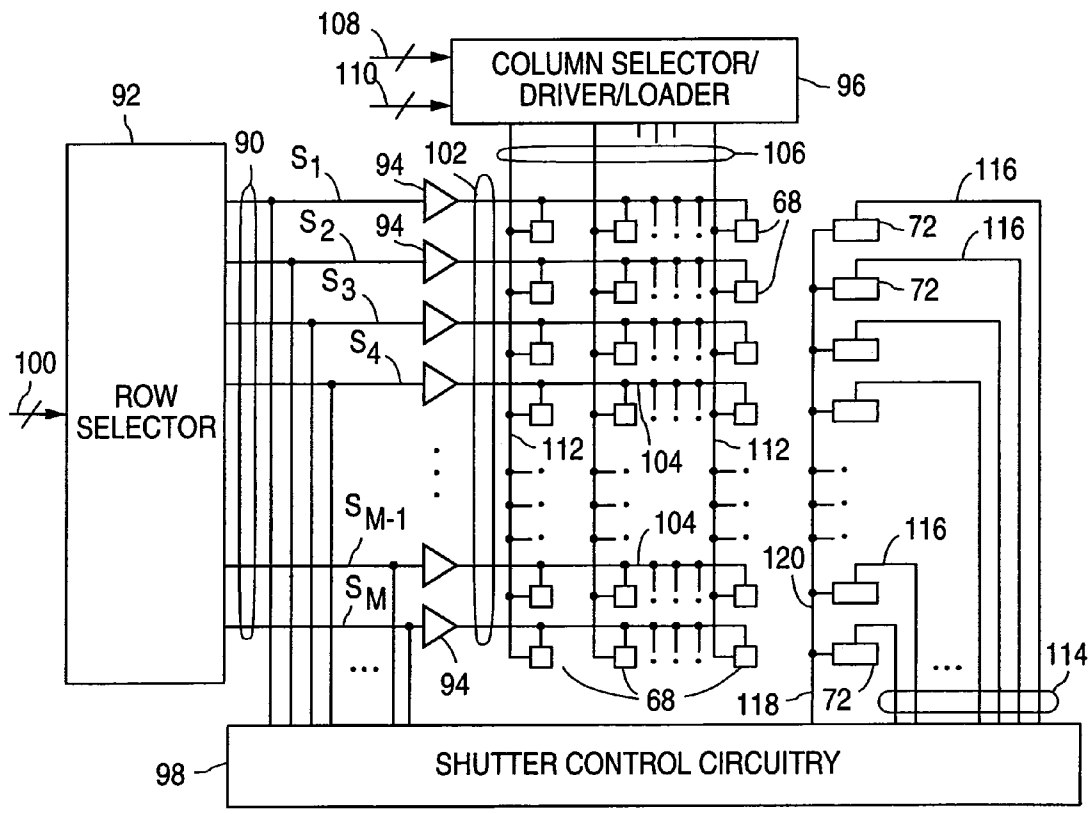 108
110
COLUMN SELECTOR/
DRIVER/LOADER
96
92
90
S1
94
102
106
116
68
72
S2
94
116
72
S3
S4
100
ROW
SELECTOR
112
104
112
SM-1
104
116
120
SM
...
94
68
118
72
...
114
98
SHUTTER CONTROL CIRCUITRY